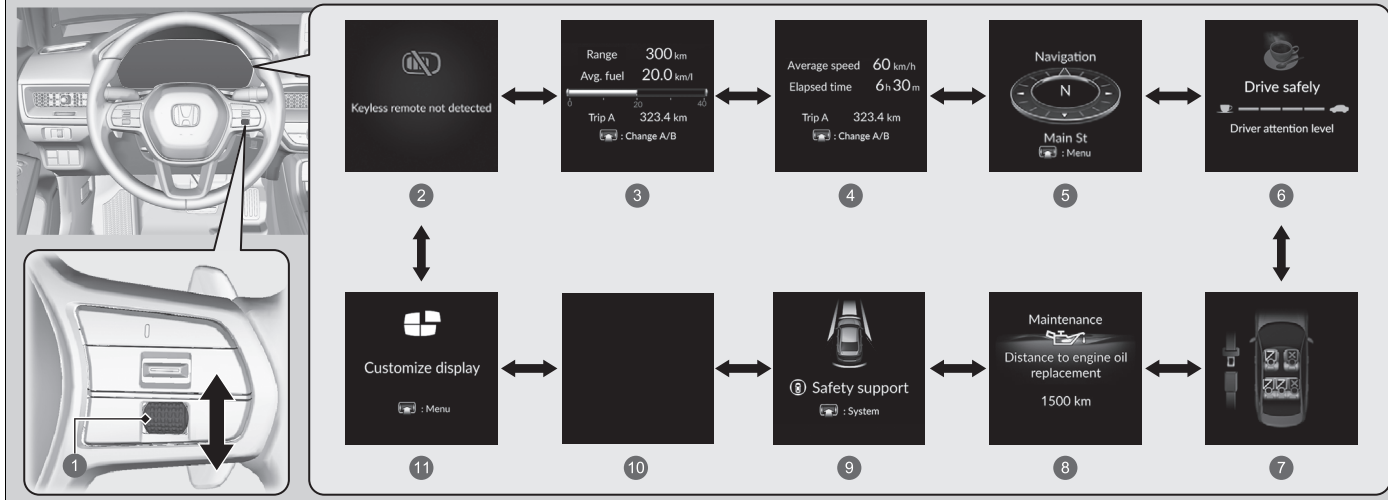 Keyless remote not detected
2
Range 300 km
Avg. fuel 20.0 km/l
0 20 40
Trip A 323.4 km
: Change A/B
3
Average speed 60 km/h
Elapsed time 6h30m
Trip A 323.4 km
: Change A/B
4
Navigation
N
Main St
: Menu
5
Drive safely
Driver attention level
6
1
Customize display
: Menu
11
10
Safety support
: System
9
Maintenance
Distance to engine oil
replacement
1500 km
8
7